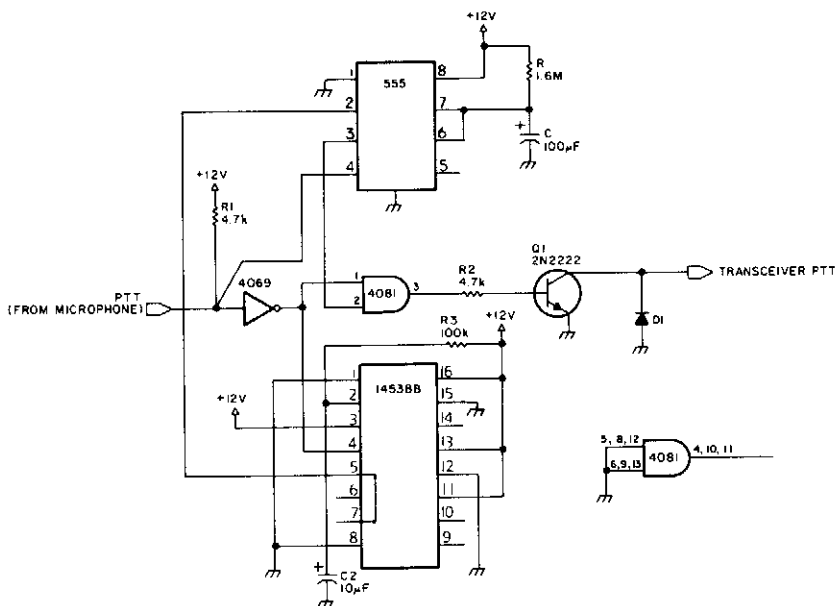 +12V
1
2
3
4
555
8
7
6
5
R
1.6M
+
C
100µF
+12V
R1
4.7k
PTT
(FROM MICROPHONE)
4069
1
2
4081
3
R2
4.7k
Q1
2N2222
TRANSCEIVER PTT
D1
R3
100k
+12V
+12V
1
2
3
4
5
6
7
8
14538B
16
15
14
13
12
11
10
9
+
C2
10µF
5, 8, 12
6, 9, 13
4081
4, 10, 11